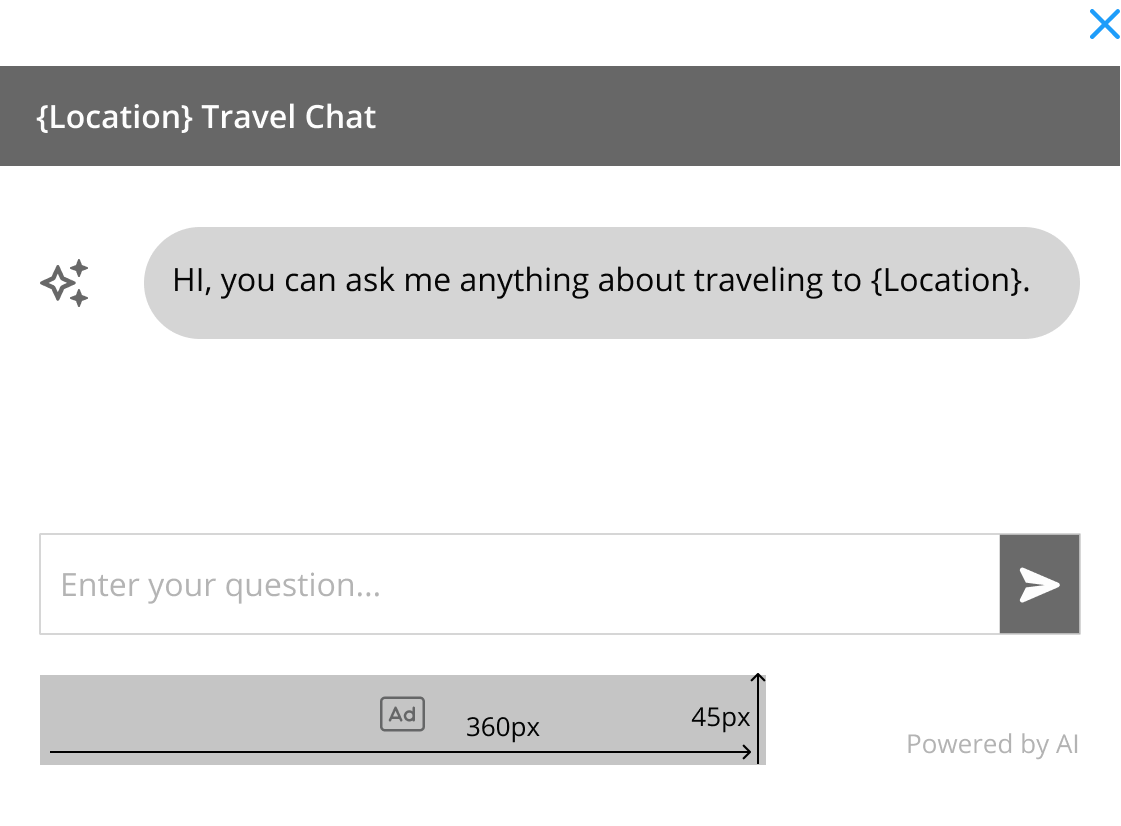 {Location} Travel Chat
HI, you can ask me anything about traveling to {Location}.
Enter your question...
Ad
360px
45px
Powered by AI